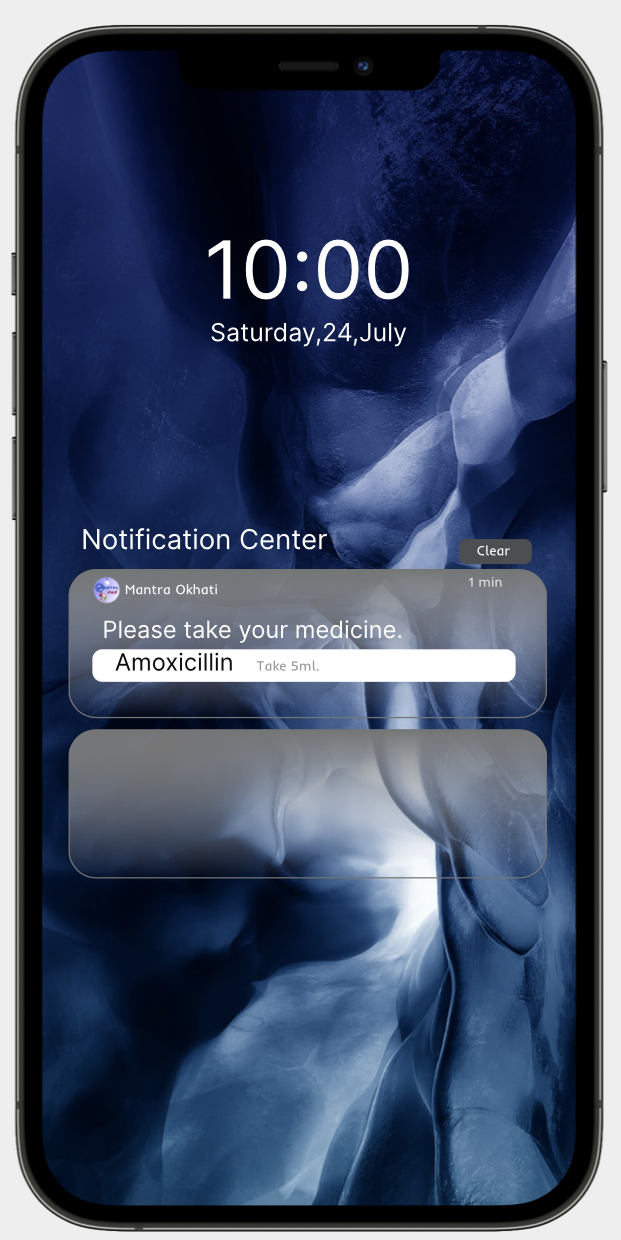 10:00
Saturday,24,July
Notification Center
Clear
Mantra Okhati
1 min
Please take your medicine.
Amoxicillin Take 5ml.